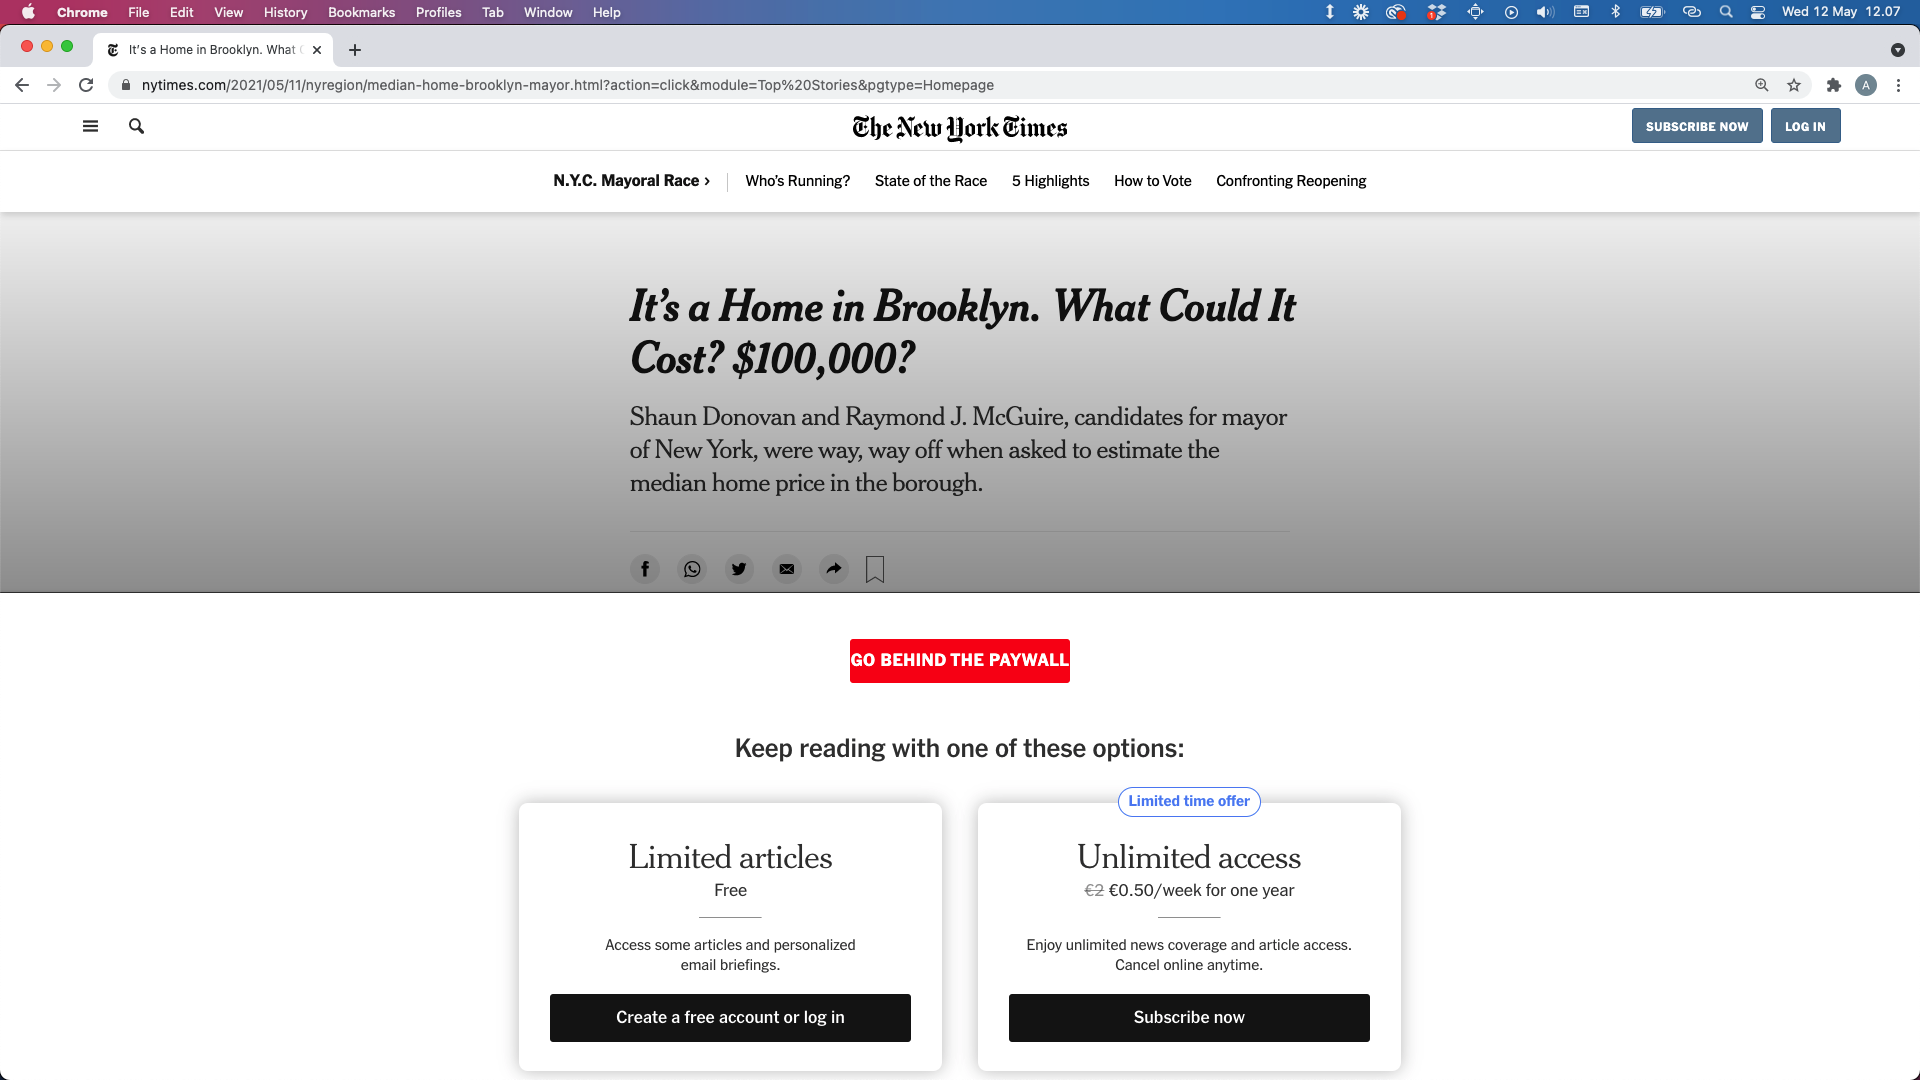 Chrome File Edit View History Bookmarks Profiles Tab Window Help
1
Wed 12 May 12.07
It's a Home in Brooklyn. What C
nytimes.com/2021/05/11/nyregion/median-home-brooklyn-mayor.html?action=click&module=Top%20Stories&pgtype=Homepage
A
The New York Times
SUBSCRIBE NOW LOG IN
N.Y.C. Mayoral Race › Who's Running? State of the Race 5 Highlights How to Vote Confronting Reopening
It's a Home in Brooklyn. What Could It
Cost? $100,000?
Shaun Donovan and Raymond J. McGuire, candidates for mayor
of New York, were way, way off when asked to estimate the
median home price in the borough.
GO BEHIND THE PAYWALL
Keep reading with one of these options:
Limited articles
Free
Access some articles and personalized
email briefings.
Create a free account or log in
Limited time offer
Unlimited access
€2 €0.50/week for one year
Enjoy unlimited news coverage and article access.
Cancel online anytime.
Subscribe now